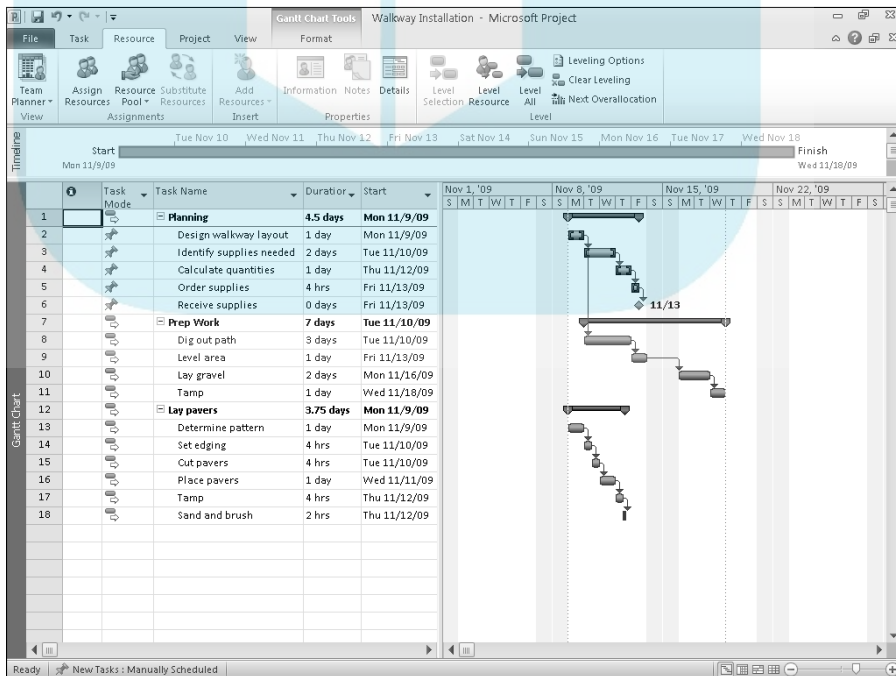 Gantt Chart Tools Walkway Installation - Microsoft Project
File Task Resource Project View Format
Team Planner Assign Resources Resource Pool Substitute Resources Add Resources Information Notes Details Level Selection Level Resource Level All Leveling Options
Clear Leveling
Next Overallocation
View Assignments Insert Properties Level
Timeline
Tue Nov 10 Wed Nov 11 Thu Nov 12 Fri Nov 13 Sat Nov 14 Sun Nov 15 Mon Nov 16 Tue Nov 17 Wed Nov 18
Start Finish
Mon 11/9/09 Wed 11/18/09
Gantt Chart
Task Mode Task Name Duration Start Nov 1, '09 Nov 8, '09 Nov 15, '09 Nov 22, '09
S M T W T F S S M T W T F S S M T W T F S S M T W T F S
1 Planning 4.5 days Mon 11/9/09
2 Design walkway layout 1 day Mon 11/9/09
3 Identify supplies needed 2 days Tue 11/10/09
4 Calculate quantities 1 day Thu 11/12/09
5 Order supplies 4 hrs Fri 11/13/09
6 Receive supplies 0 days Fri 11/13/09 11/13
7 Prep Work 7 days Tue 11/10/09
8 Dig out path 3 days Tue 11/10/09
9 Level area 1 day Fri 11/13/09
10 Lay gravel 2 days Mon 11/16/09
11 Tamp 1 day Wed 11/18/09
12 Lay pavers 3.75 days Mon 11/9/09
13 Determine pattern 1 day Mon 11/9/09
14 Set edging 4 hrs Tue 11/10/09
15 Cut pavers 4 hrs Tue 11/10/09
16 Place pavers 1 day Wed 11/11/09
17 Tamp 4 hrs Thu 11/12/09
18 Sand and brush 2 hrs Thu 11/12/09
Ready New Tasks : Manually Scheduled